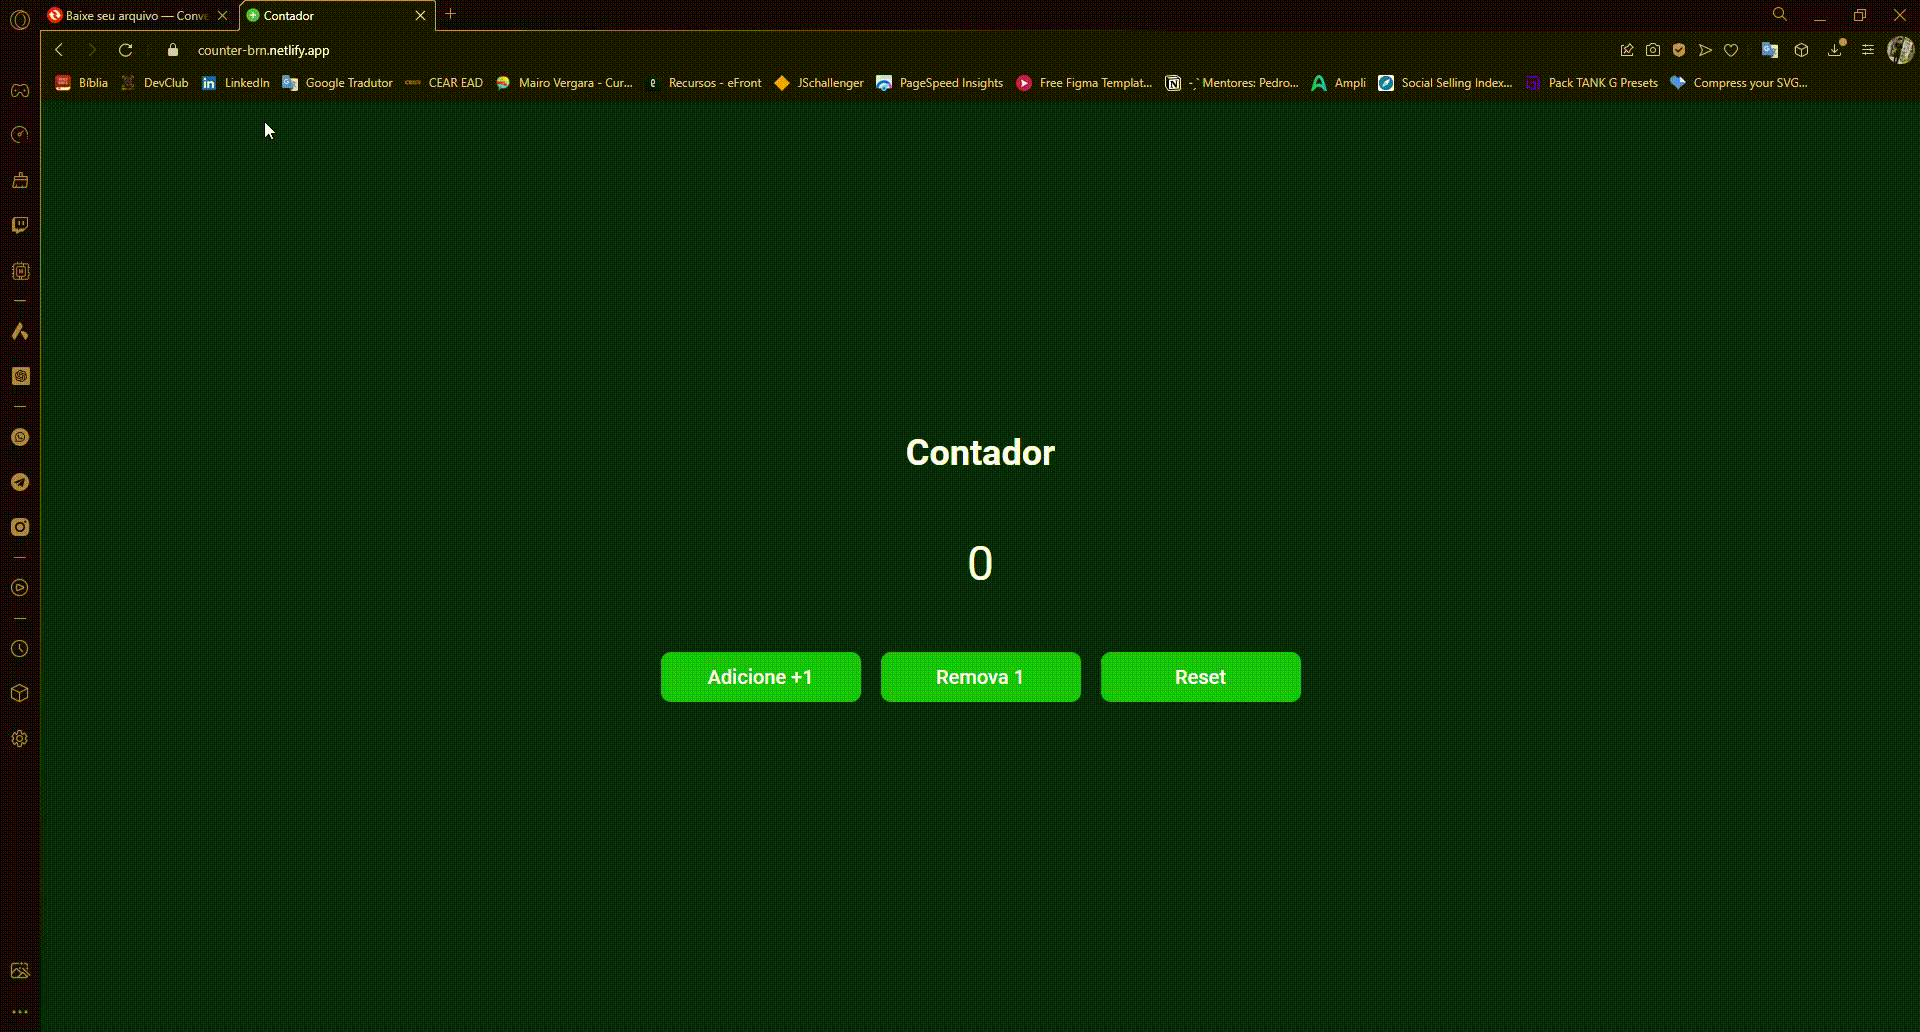 Baixe seu arquivo — Conve
Contador
counter-brn.netlify.app
Bíblia
DevClub
LinkedIn
Google Tradutor
CEAR EAD
Mairo Vergara - Cur...
Recursos - eFront
JSchallenger
PageSpeed Insights
Free Figma Templat...
-,` Mentores: Pedro...
Ampli
Social Selling Index...
Pack TANK G Presets
Compress your SVG...
Contador
0
Adicione +1
Remova 1
Reset